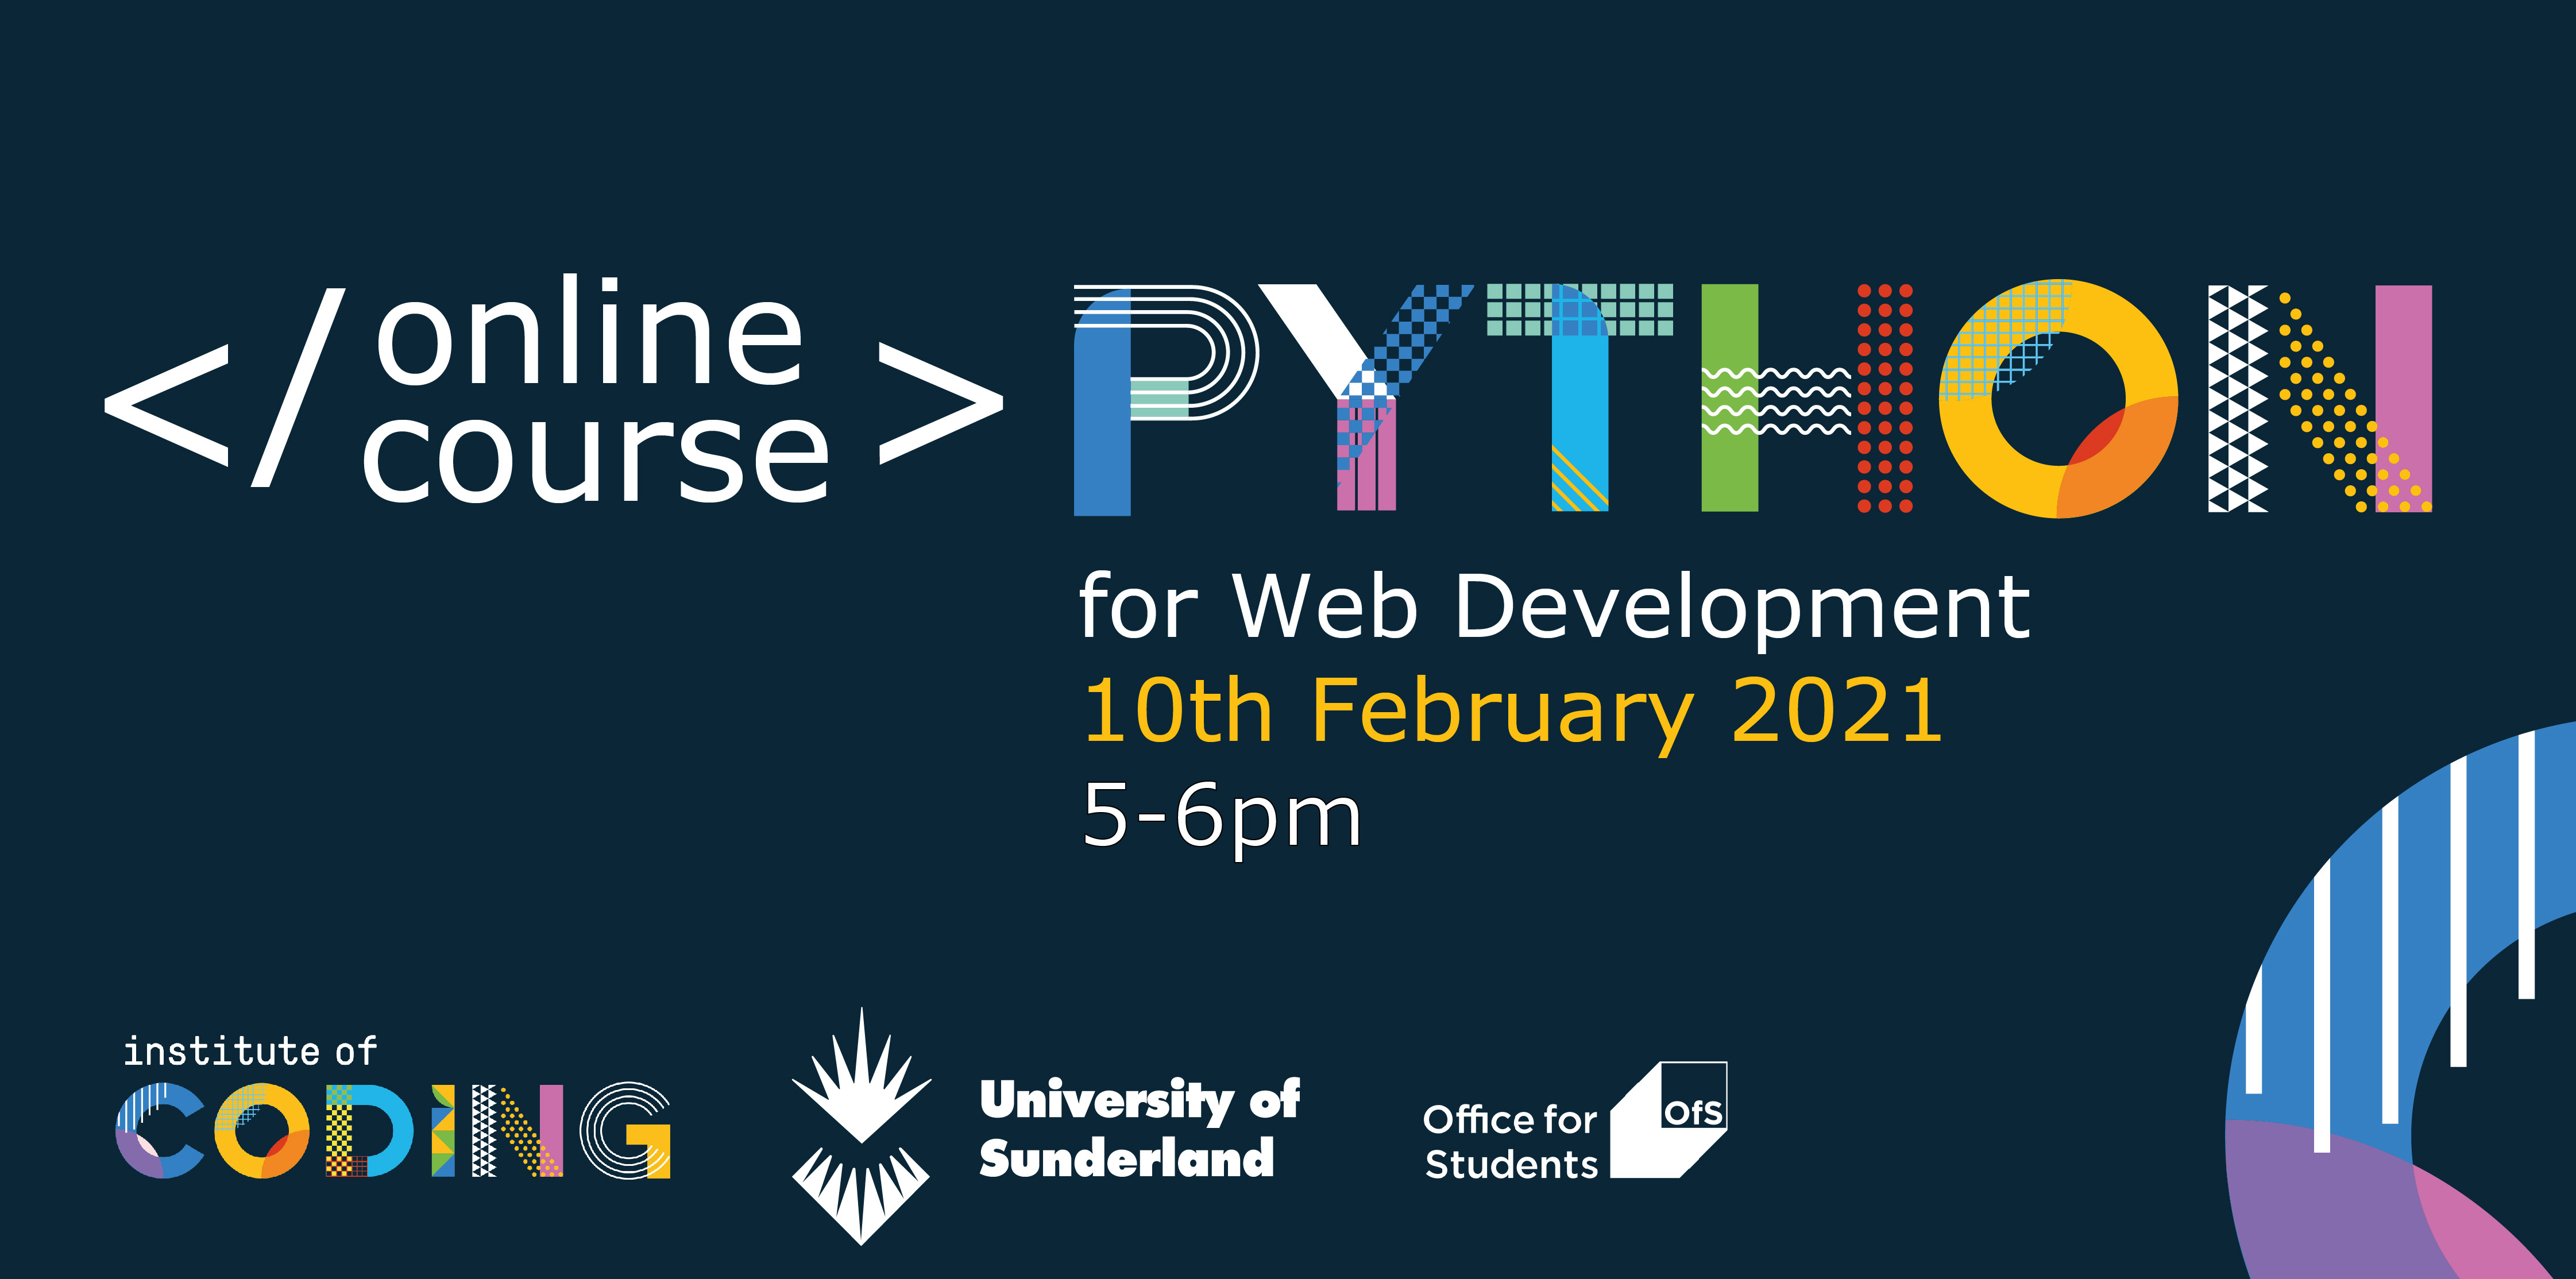 </ online course > PYTHON
for Web Development
10th February 2021
5-6pm
institute of
CODING
University of
Sunderland
Office for
Students
OfS